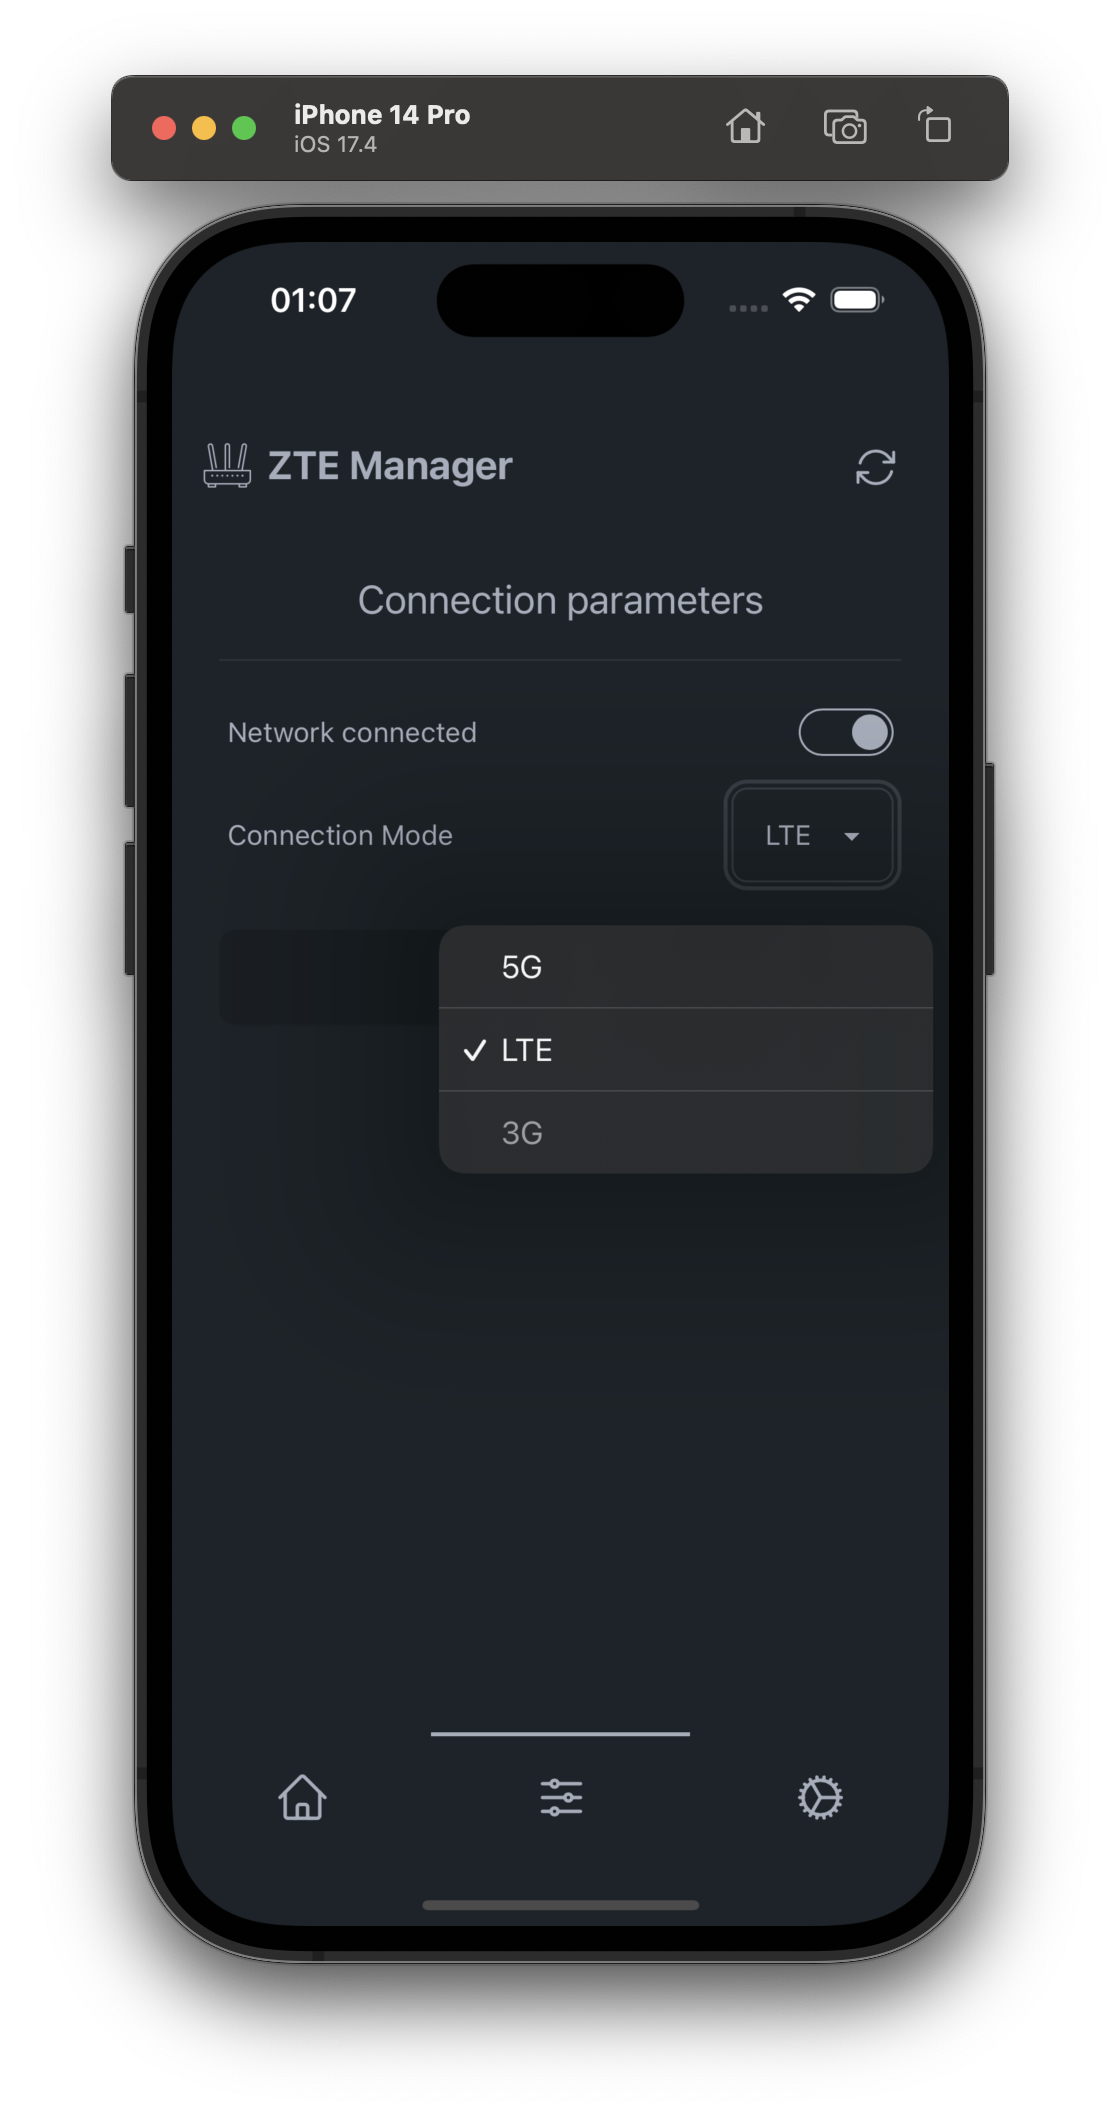 iPhone 14 Pro
iOS 17.4
01:07
ZTE Manager
Connection parameters
Network connected
Connection Mode
LTE
5G
LTE
3G